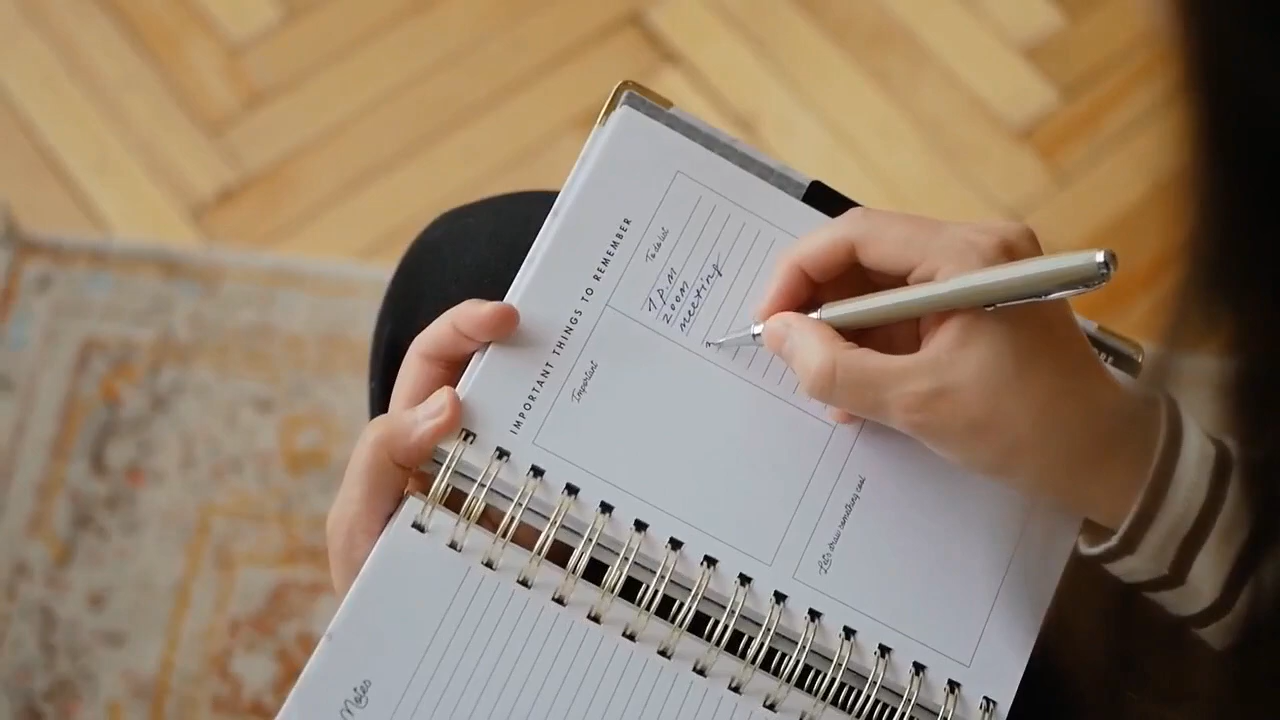 IMPORTANT THINGS TO REMEMBER
To do list
1 P.M
ZOOM
meeting
Important
Let's draw something cool
Notes